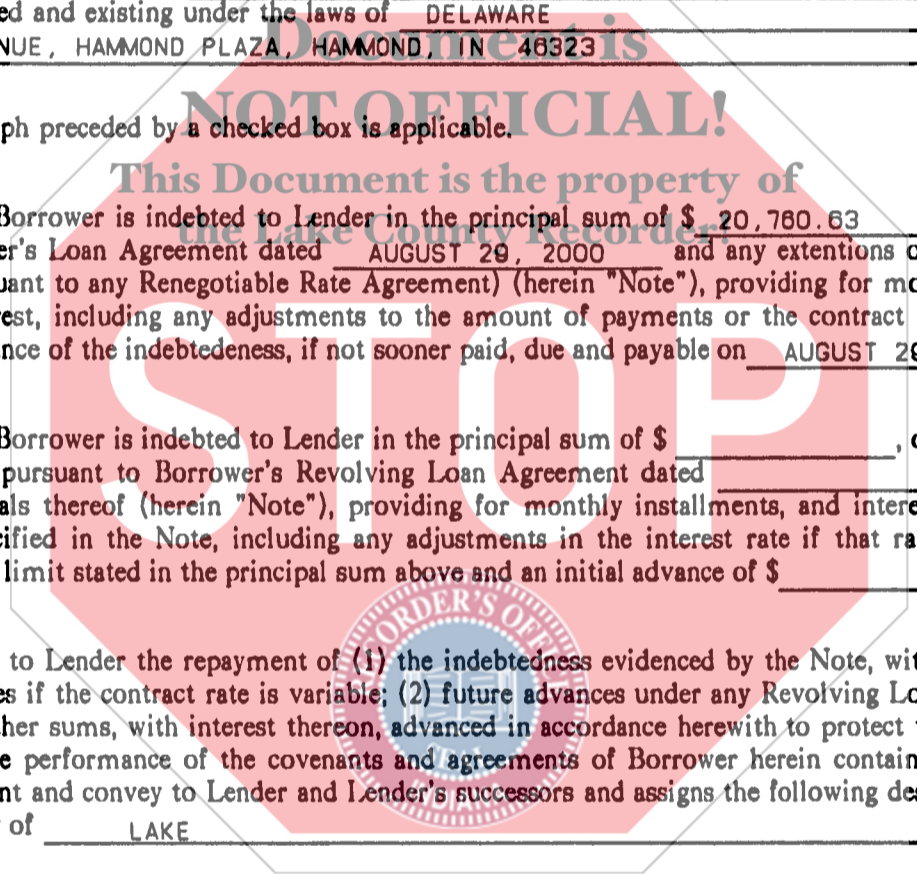 ed and existing under the laws of DELAWARE
NUE, HAMMOND PLAZA, HAMMOND, IN 46323
Document is
NOT OFFICIAL!
ph preceded by a checked box is applicable.
This Document is the property of
the Lake County Recorder!
Borrower is indebted to Lender in the principal sum of $ 20,760.63
er's Loan Agreement dated AUGUST 29, 2000 and any extentions o
uant to any Renegotiable Rate Agreement) (herein "Note"), providing for mo
est, including any adjustments to the amount of payments or the contract
nce of the indebtedeness, if not sooner paid, due and payable on AUGUST 29
STOP
Borrower is indebted to Lender in the principal sum of $ , o
pursuant to Borrower's Revolving Loan Agreement dated
als thereof (herein "Note"), providing for monthly installments, and intere
cified in the Note, including any adjustments in the interest rate if that ra
limit stated in the principal sum above and an initial advance of $
RECORDER'S OFFICE
to Lender the repayment of (1) the indebtedness evidenced by the Note, wit
es if the contract rate is variable; (2) future advances under any Revolving Lo
her sums, with interest thereon, advanced in accordance herewith to protect
e performance of the covenants and agreements of Borrower herein contain
nt and convey to Lender and Lender's successors and assigns the following des
SEAL
INDIANA
of LAKE